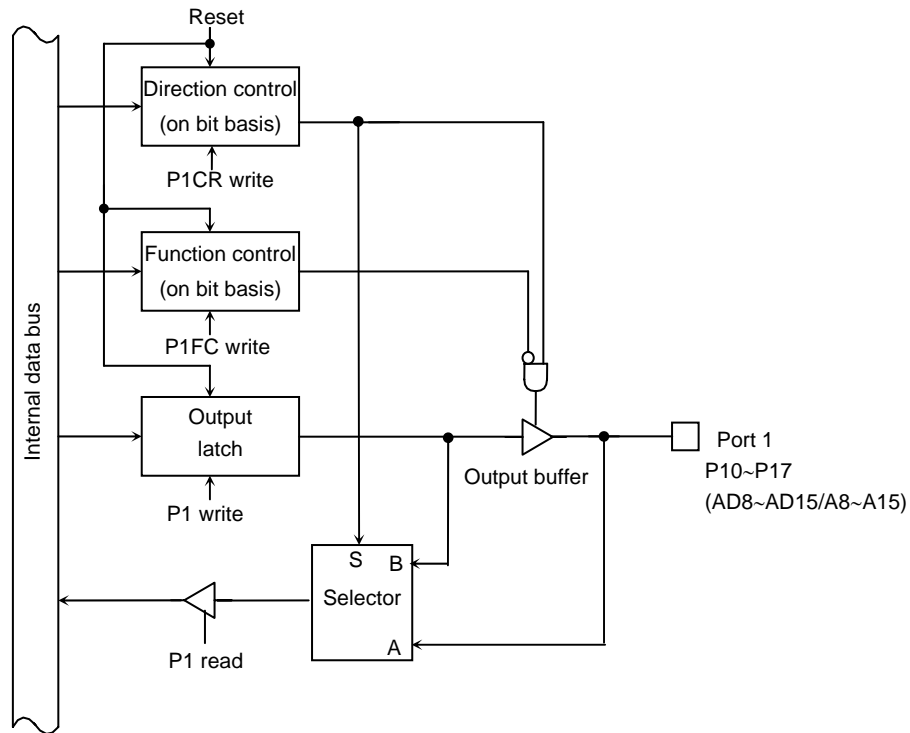 Reset
Direction control
(on bit basis)
P1CR write
Function control
(on bit basis)
P1FC write
Internal data bus
Output
latch
P1 write
Output buffer
Port 1
P10~P17
(AD8~AD15/A8~A15)
S
B
Selector
A
P1 read